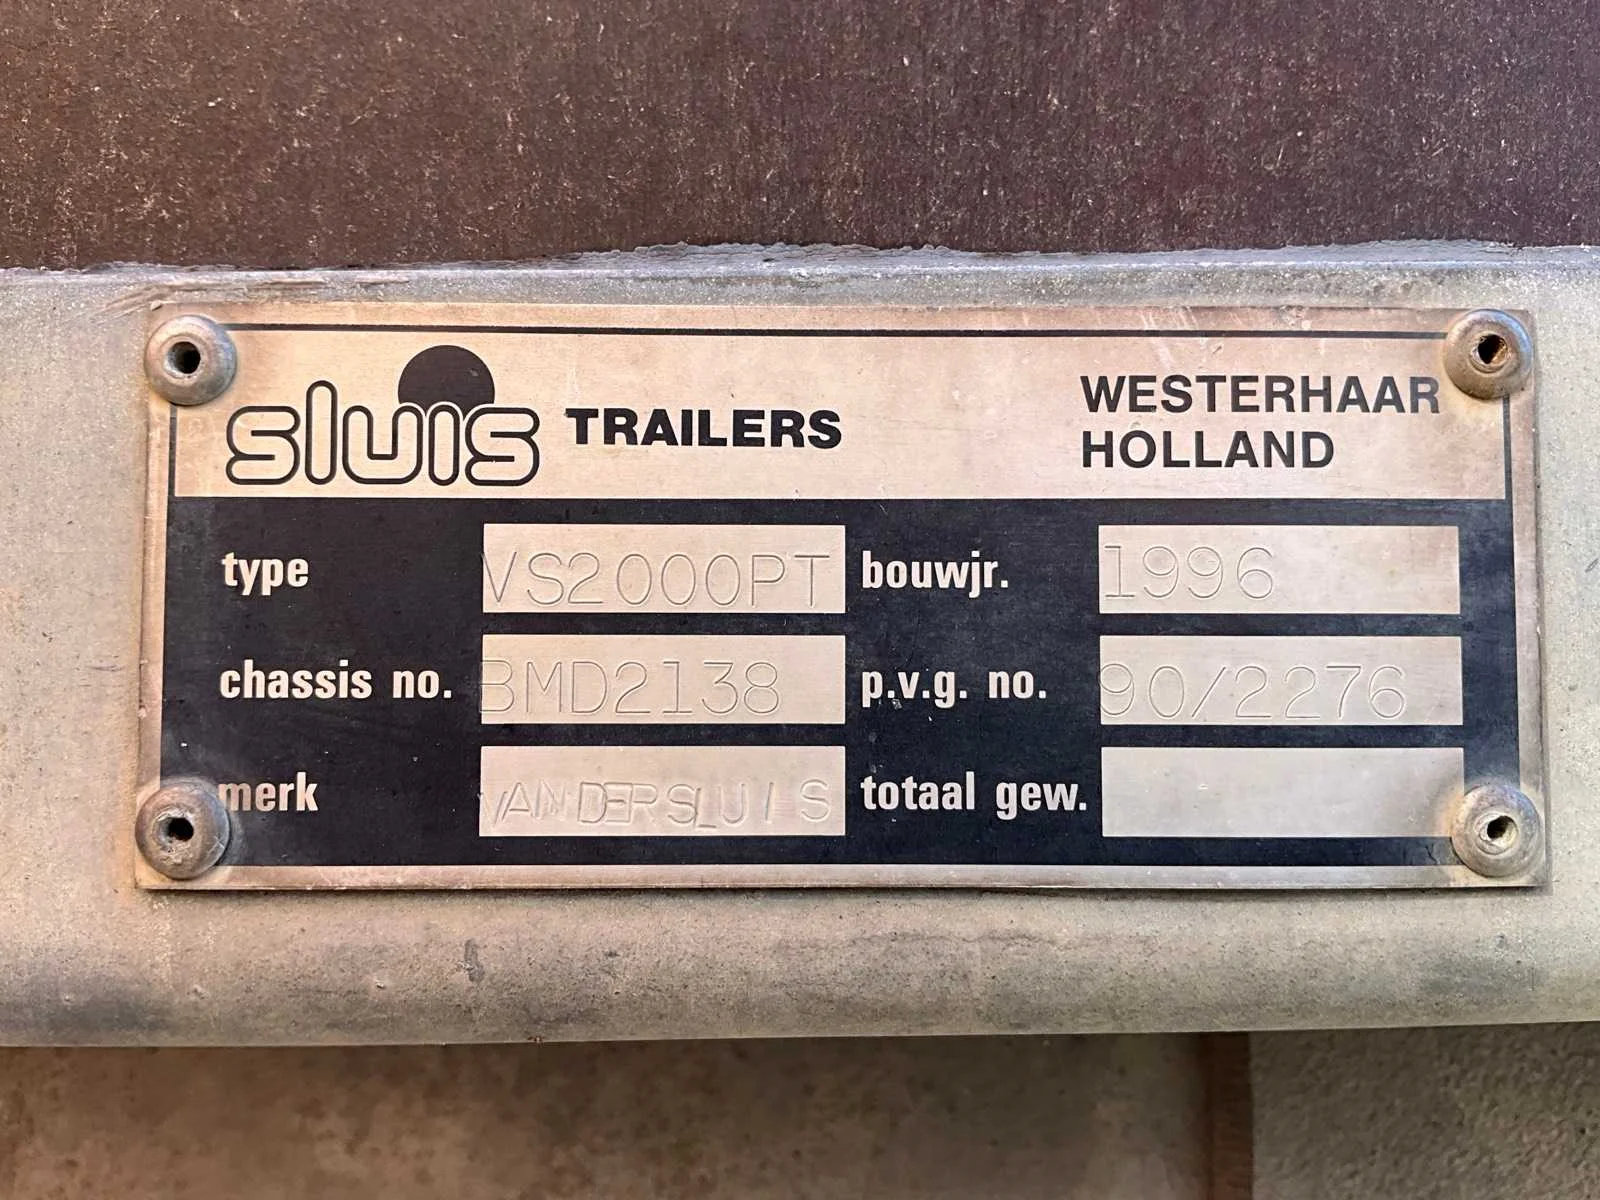 sluis TRAILERS WESTERHAAR
HOLLAND
type VS2000PT bouwjr. 1996
chassis no. BMD2138 p.v.g. no. 90/2276
merk VAN DER SLUIS totaal gew.